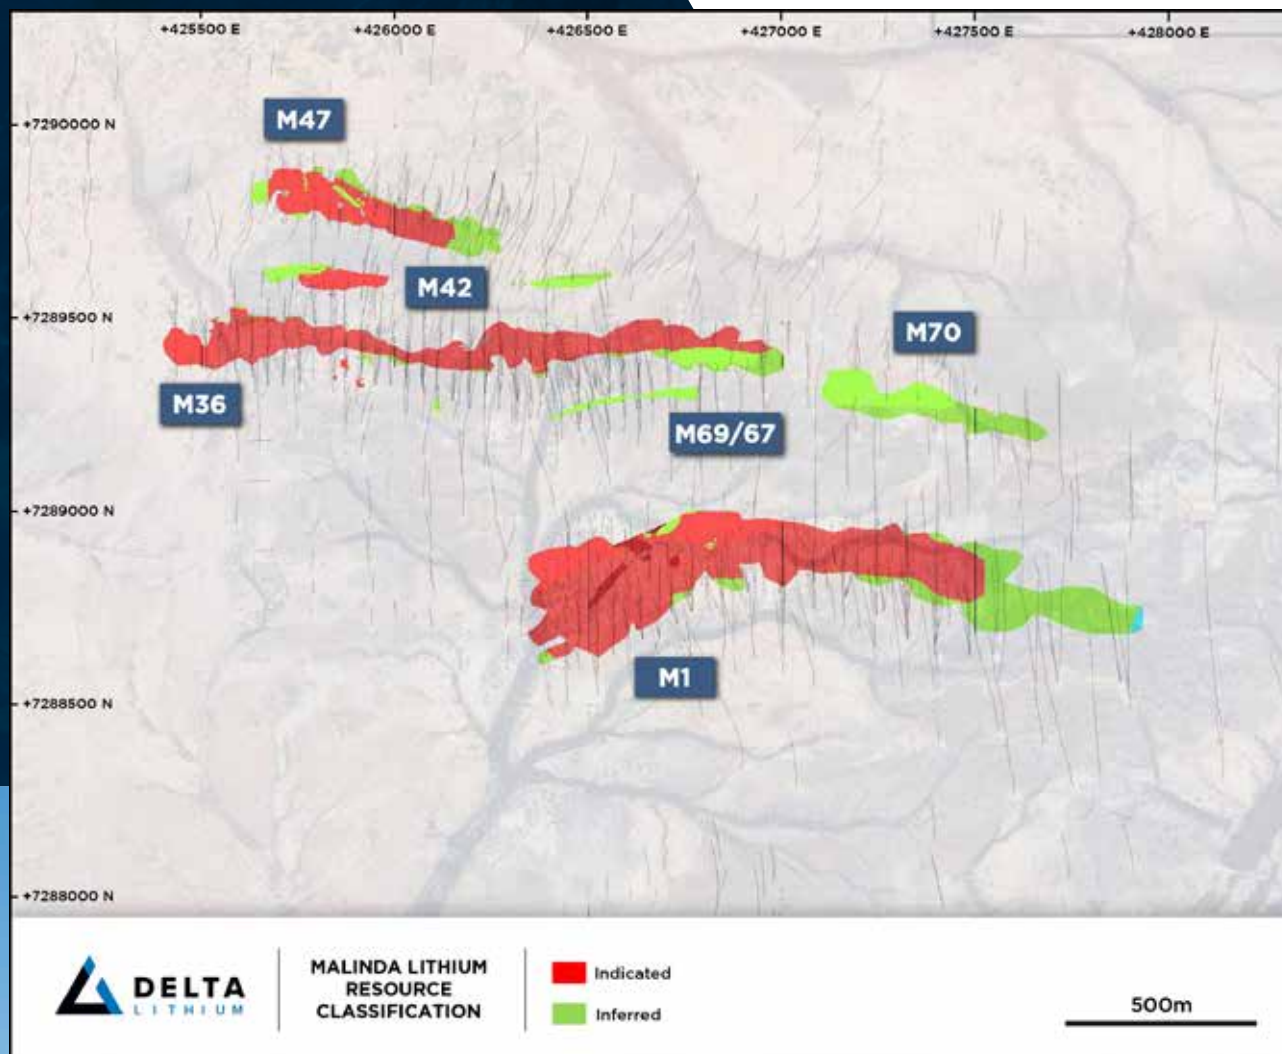 +425500 E +426000 E +426500 E +427000 E +427500 E +428000 E
+7290000 N
M47
M42
+7289500 N
M70
M36
M69/67
+7289000 N
M1
+7288500 N
+7288000 N
DELTA
LITHIUM
MALINDA LITHIUM
RESOURCE
CLASSIFICATION
Indicated
Inferred
500m